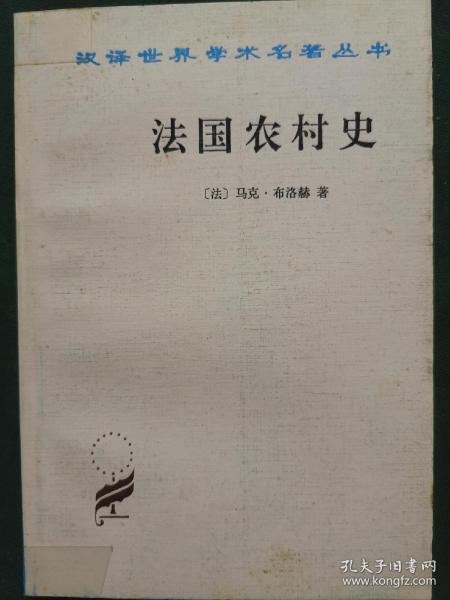 汉译世界学术名著丛书
法国农村史
〔法〕马克·布洛赫 著
孔夫子旧书网
www.kongfz.com